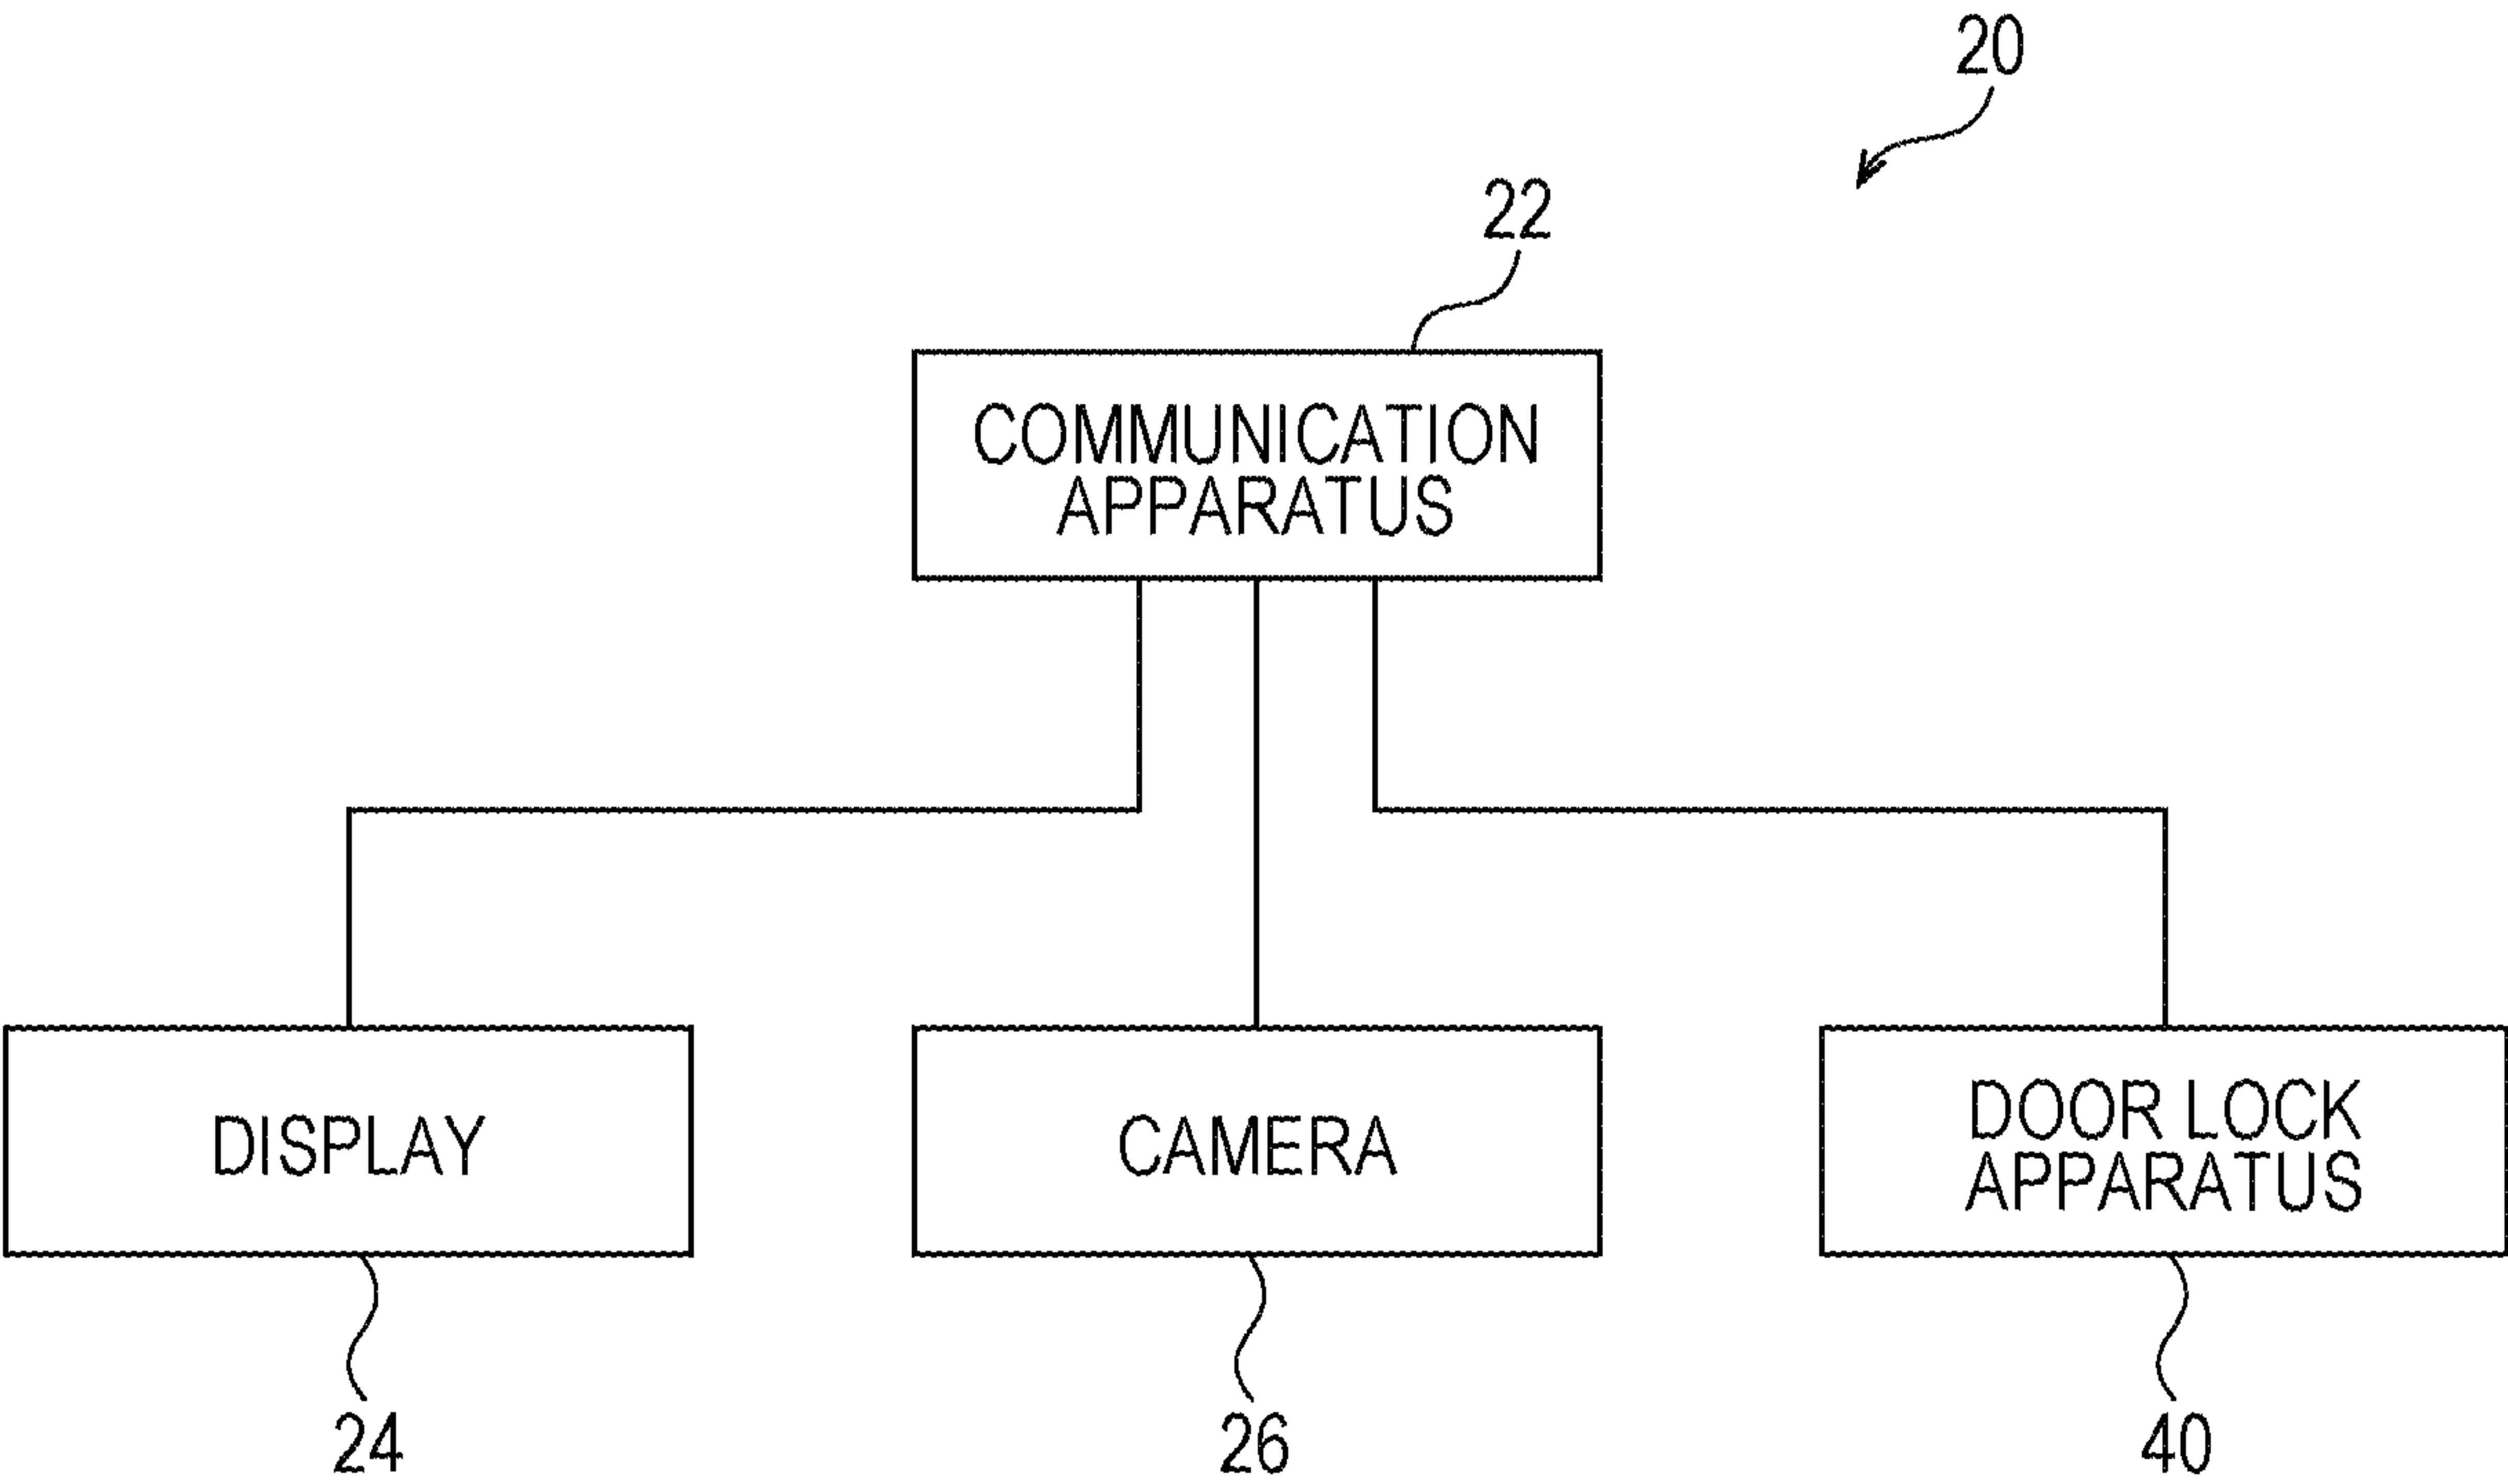 20
22
COMMUNICATION
APPARATUS
DISPLAY
CAMERA
DOOR LOCK
APPARATUS
24
26
40